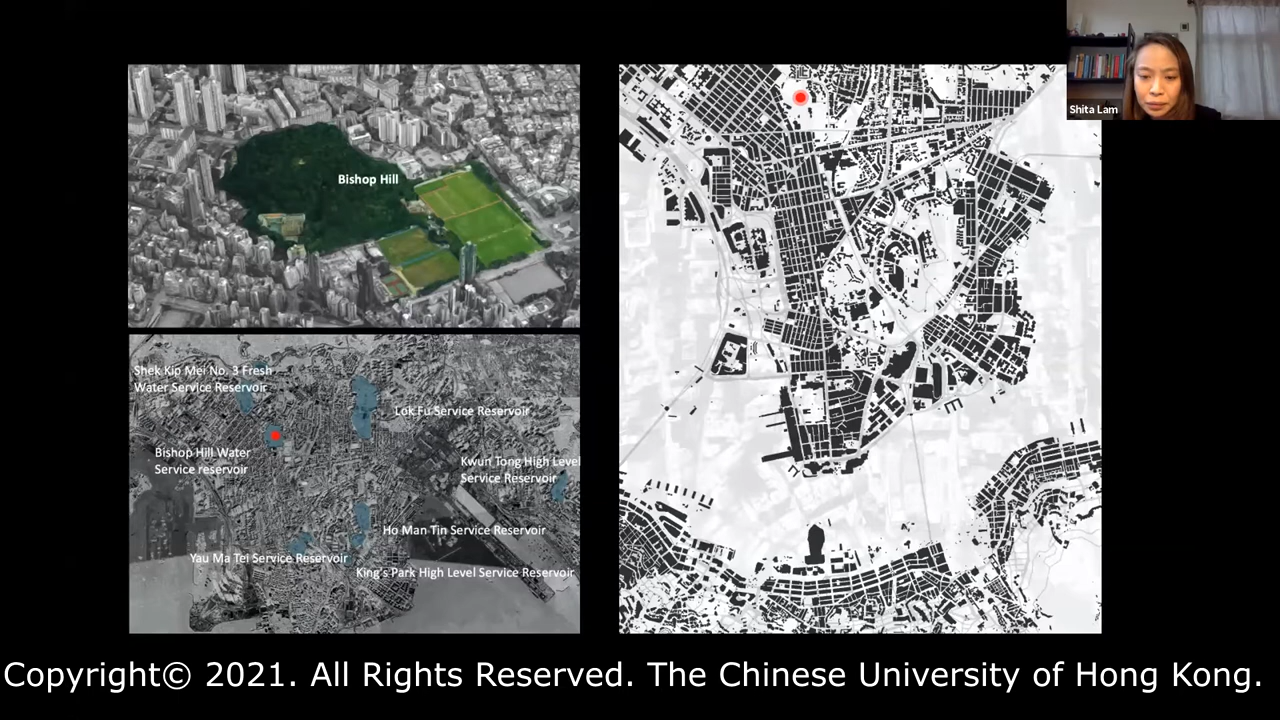 Shita Lam
Bishop Hill
Shek Kip Mei No. 3 Fresh
Water Service Reservoir
Lok Fu Service Reservoir
Bishop Hill Water
Service reservoir
Kwun Tong High Level
Service Reservoir
Ho Man Tin Service Reservoir
Yau Ma Tei Service Reservoir
King's Park High Level Service Reservoir
Copyright© 2021. All Rights Reserved. The Chinese University of Hong Kong.